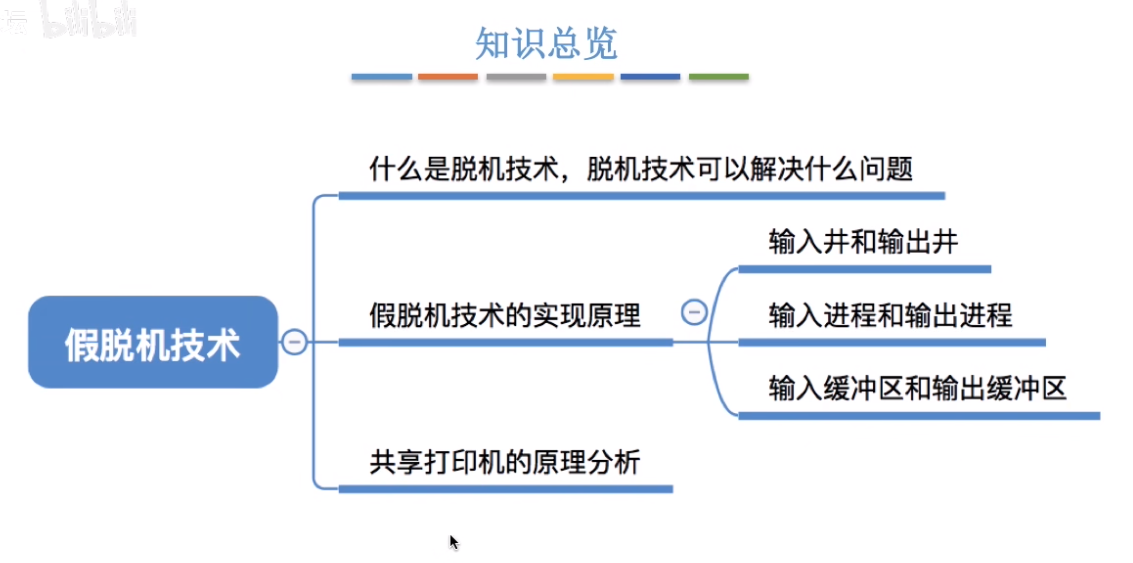 知识总览
什么是脱机技术，脱机技术可以解决什么问题
输入井和输出井
假脱机技术的实现原理
输入进程和输出进程
假脱机技术
输入缓冲区和输出缓冲区
共享打印机的原理分析